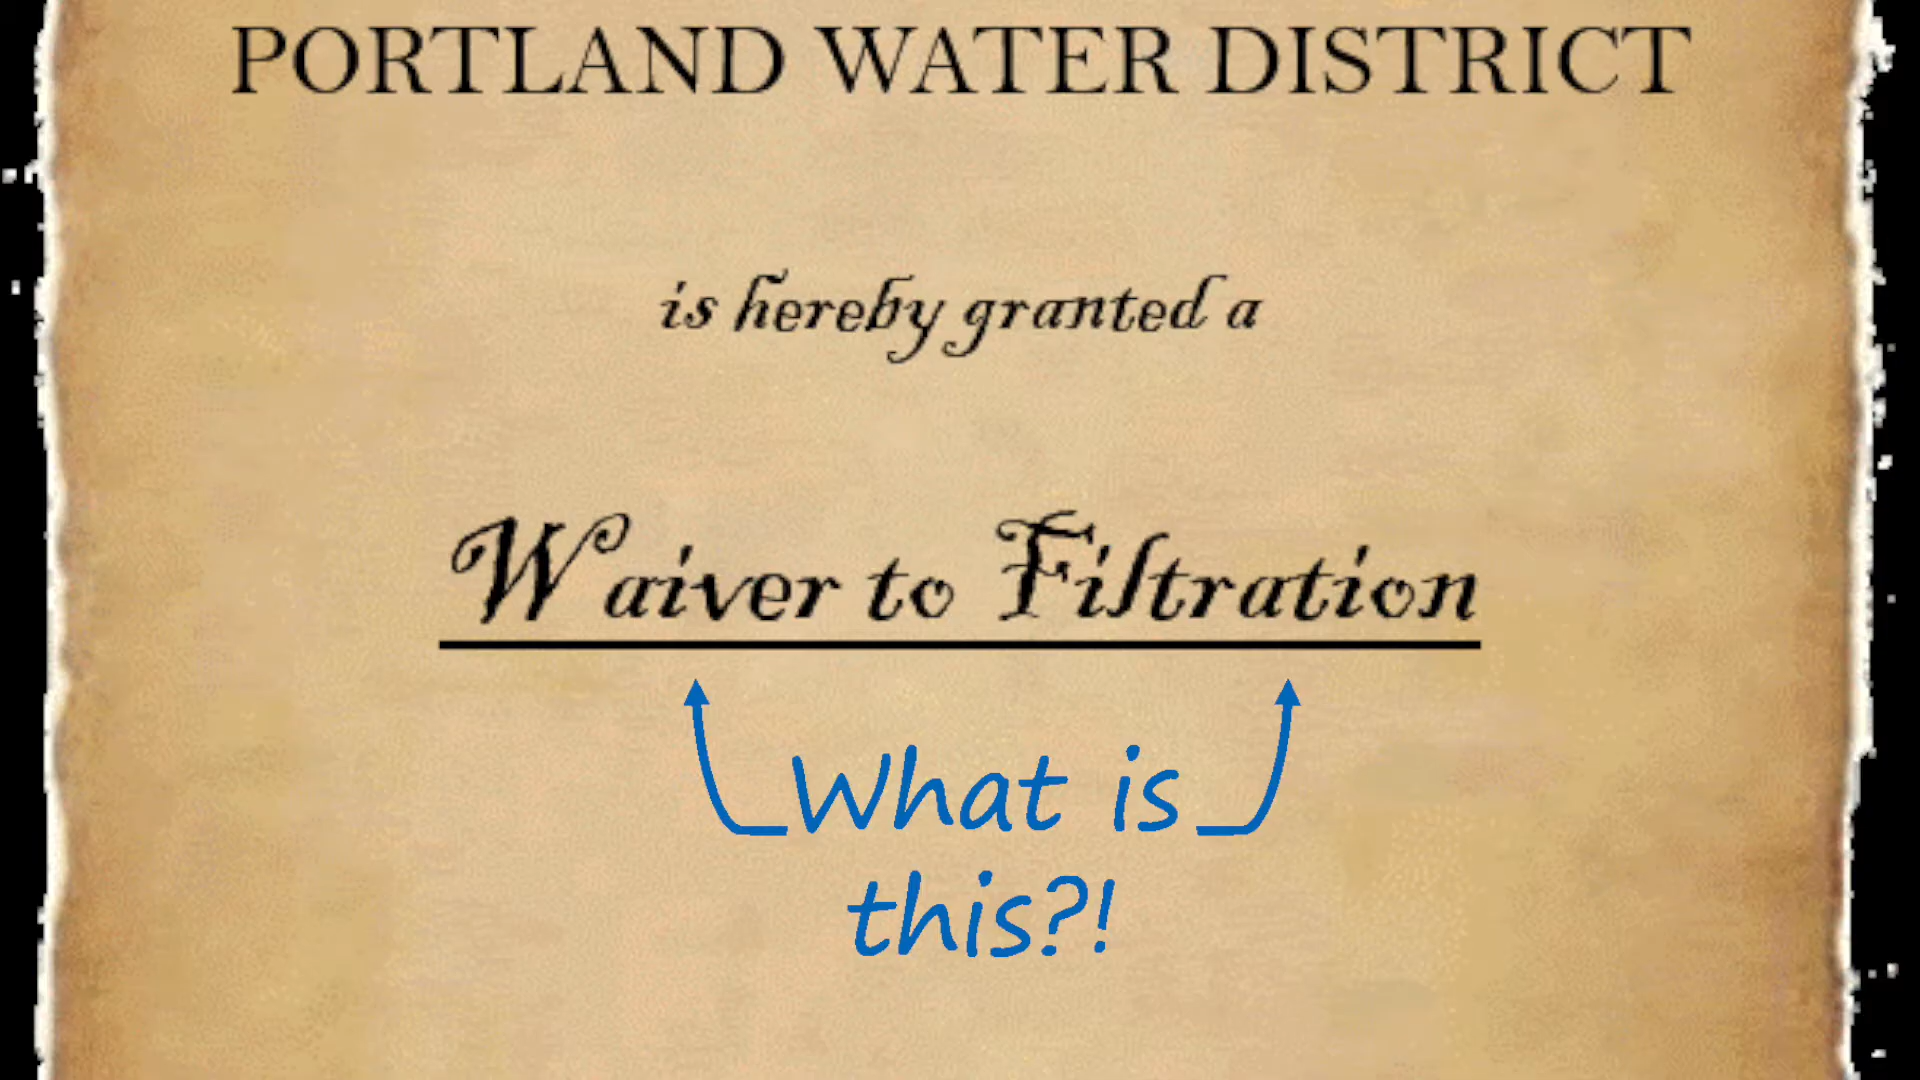 PORTLAND WATER DISTRICT
is hereby granted a
Waiver to Filtration
What is
this?!